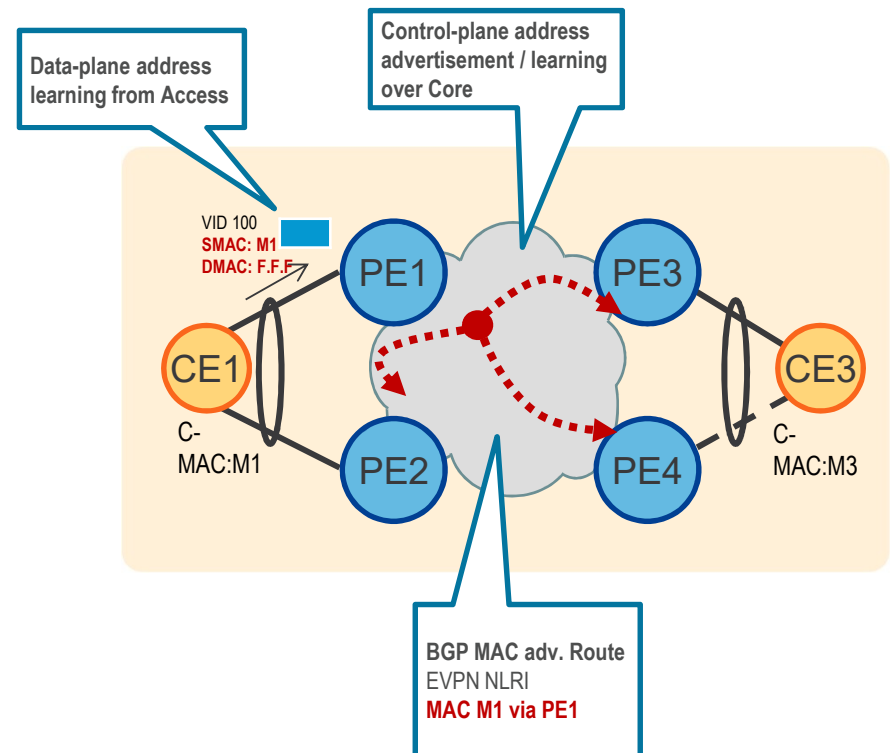 Data-plane address
learning from Access
Control-plane address
advertisement / learning
over Core
VID 100
SMAC: M1
DMAC: F.F.F
PE1
PE3
CE1
CE3
C-
MAC:M1
PE2
PE4
C-
MAC:M3
BGP MAC adv. Route
EVPN NLRI
MAC M1 via PE1